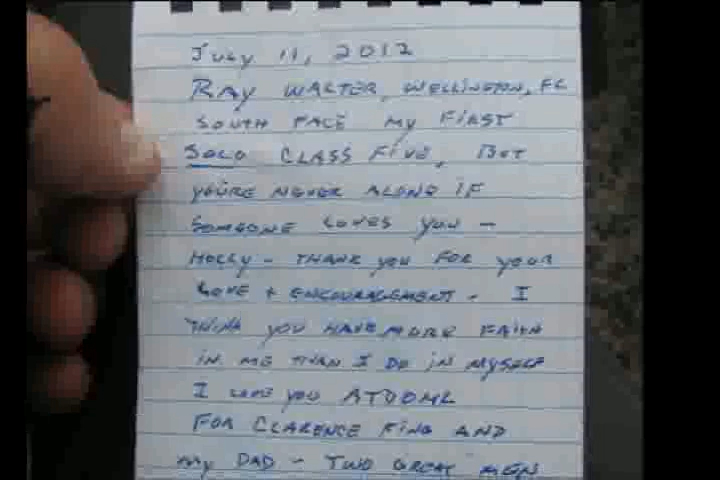 July 11, 2012
RAY WALTER, WELLINGTON, FL
SOUTH FACE MY FIRST
SOLO CLASS FIVE, BUT
YOU'RE NEVER ALONE IF
SOMEONE LOVES YOU —
HOLLY — THANK YOU FOR YOUR
LOVE + ENCOURAGEMENT - I
THINK YOU HAVE MORE FAITH
IN ME THAN I DO IN MYSELF
I LOVE YOU ATDOML
FOR CLARENCE KING AND
MY DAD — TWO GREAT MEN